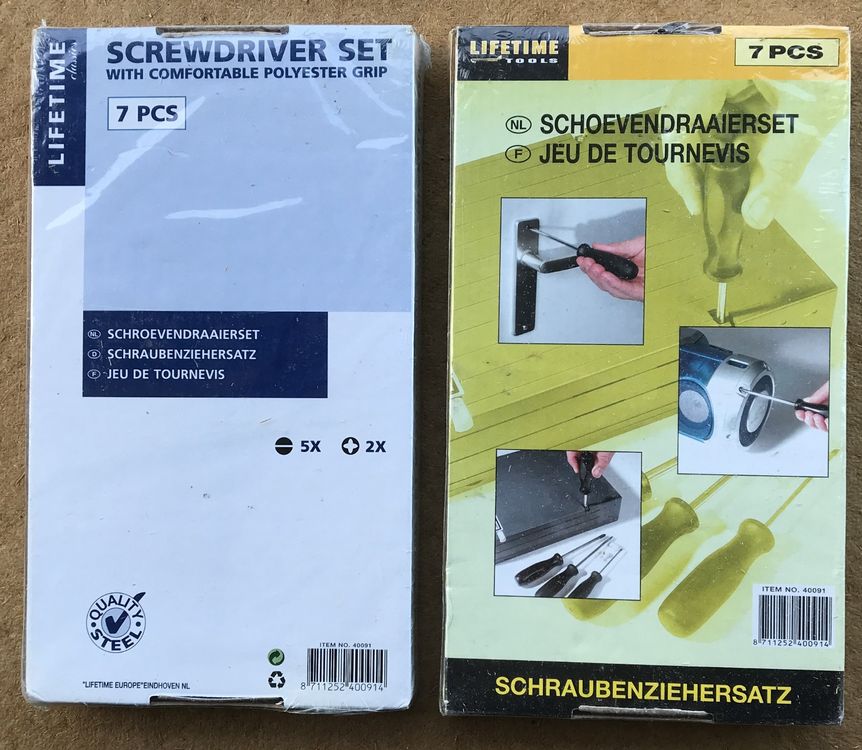 LIFETIME
classics
SCREWDRIVER SET
WITH COMFORTABLE POLYESTER GRIP
7 PCS
NL SCHROEVENDRAAIERSET
D SCHRAUBENZIEHERSATZ
F JEU DE TOURNEVIS
5X 2X
QUALITY
STEEL
ITEM NO. 40091
8 711252 400914
"LIFETIME EUROPE"EINDHOVEN NL
LIFETIME
TOOLS
7 PCS
NL SCHOEVENDRAAIERSET
F JEU DE TOURNEVIS
ITEM NO. 40091
8 711252 400914
SCHRAUBENZIEHERSATZ